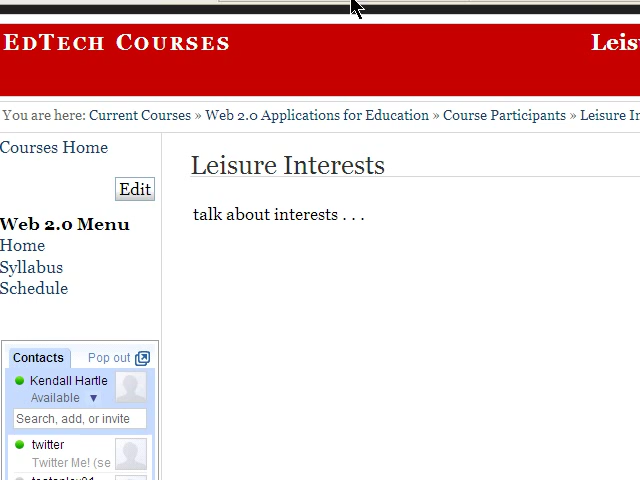 EdTech Courses
Leis
You are here: Current Courses » Web 2.0 Applications for Education » Course Participants » Leisure In
Courses Home
Edit
Web 2.0 Menu
Home
Syllabus
Schedule
Leisure Interests
talk about interests . . .
Contacts
Pop out
Kendall Hartle
Available
Search, add, or invite
twitter
Twitter Me! (se